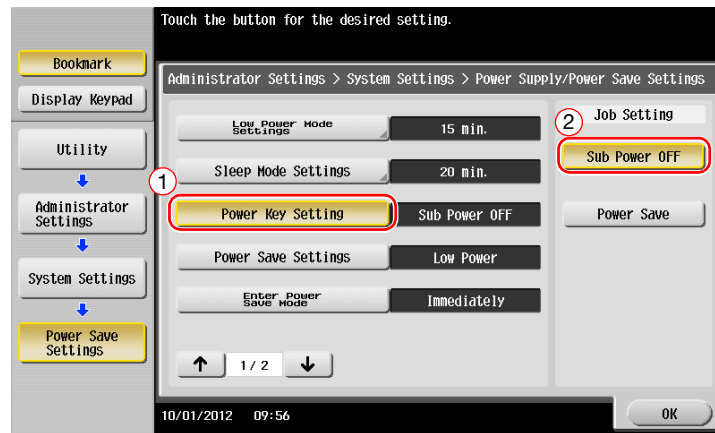 Touch the button for the desired setting.
Bookmark
Display Keypad
Utility
Administrator
Settings
System Settings
Power Save
Settings
Administrator Settings > System Settings > Power Supply/Power Save Settings
Low Power Mode
Settings
15 min.
Sleep Mode Settings
20 min.
1
Power Key Setting
Sub Power OFF
Power Save Settings
Low Power
Enter Power
Save Mode
Immediately
↑ 1/ 2 ↓
2
Job Setting
Sub Power OFF
Power Save
10/01/2012 09:56
OK